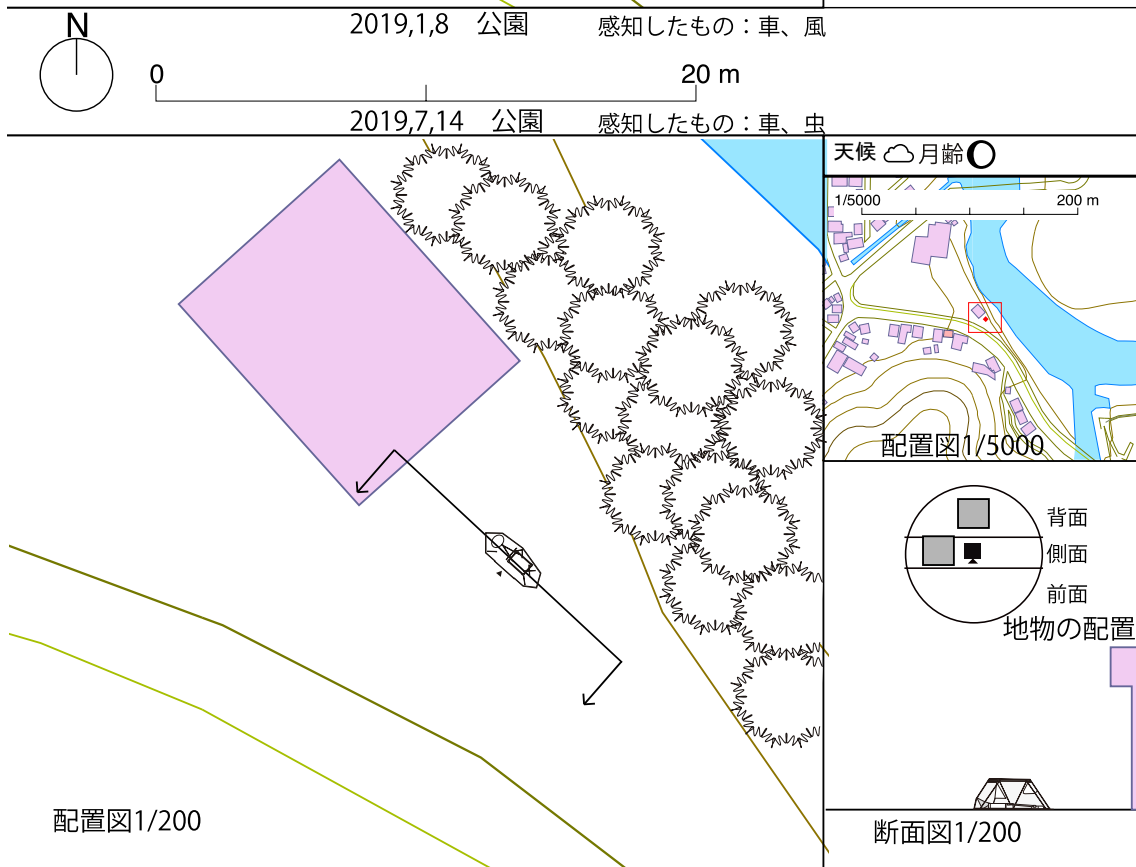 2019,1,8　公園　感知したもの：車、風
N
0　20 m
2019,7,14　公園　感知したもの：車、虫
天候　月齢
1/5000　200 m
配置図1/5000
背面
側面
前面
地物の配置
配置図1/200
断面図1/200